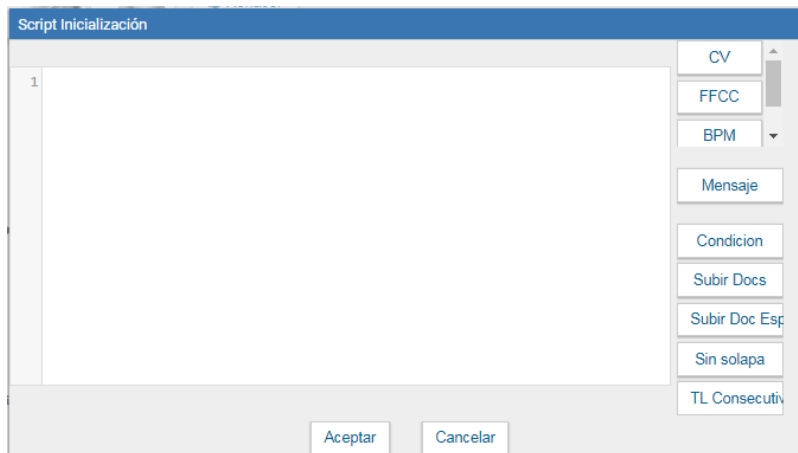 Script Inicialización
CV
1
FFCC
BPM
Mensaje
Condicion
Subir Docs
Subir Doc Esp
Sin solapa
TL Consecutiv
Aceptar Cancelar